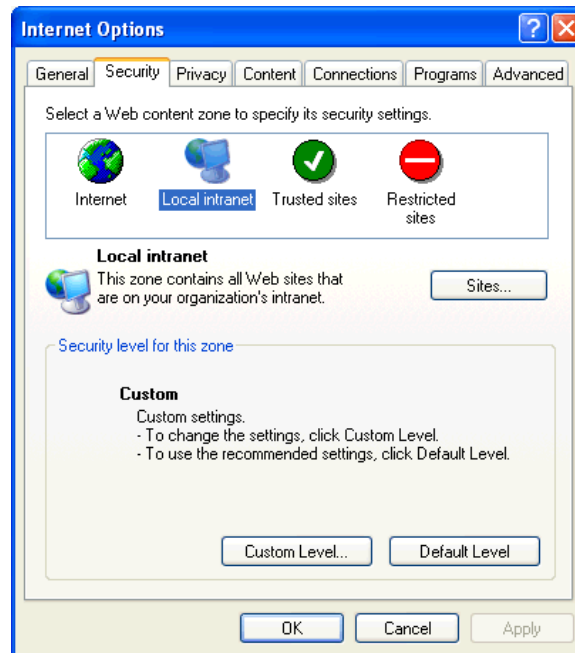 Internet Options
General Security Privacy Content Connections Programs Advanced
Select a Web content zone to specify its security settings.
Internet Local intranet Trusted sites Restricted
sites
Local intranet
This zone contains all Web sites that
are on your organization's intranet.
Sites...
Security level for this zone
Custom
Custom settings.
- To change the settings, click Custom Level.
- To use the recommended settings, click Default Level.
Custom Level... Default Level
OK Cancel Apply